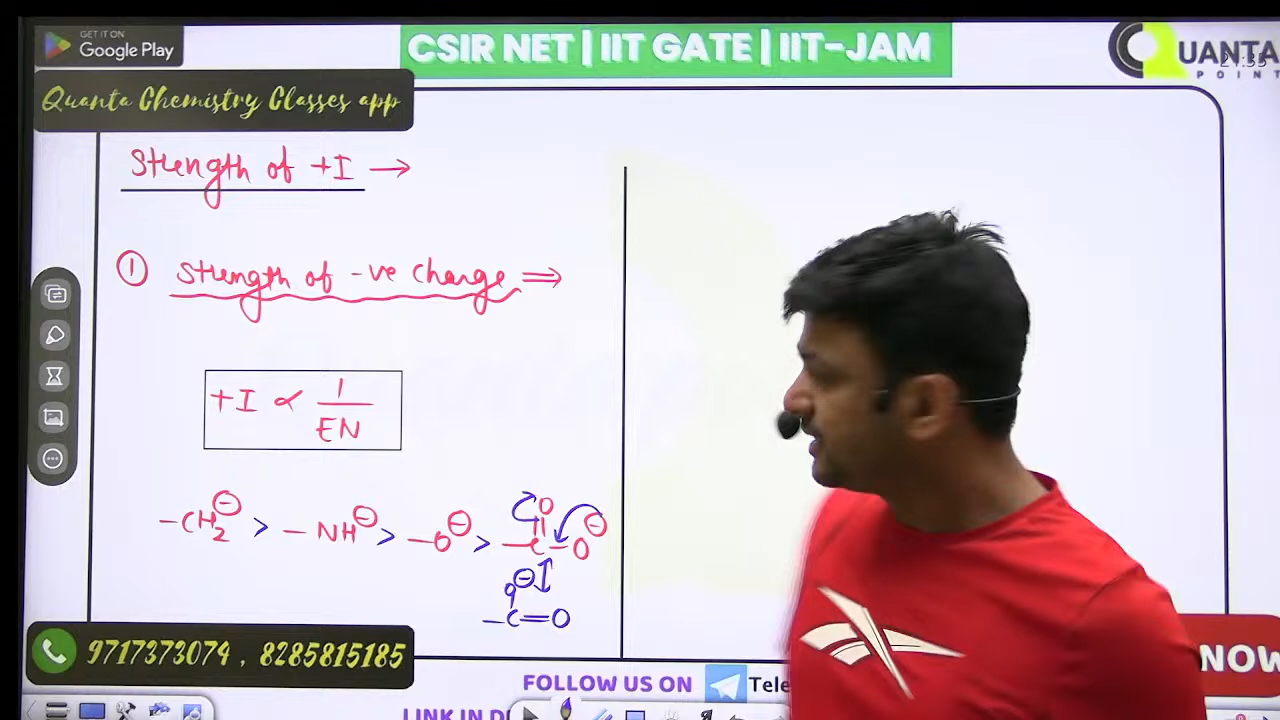 GET IT ON
Google Play
CSIR NET | IIT GATE | IIT-JAM
QUANTA
POINT
Quanta Chemistry Classes app
Strength of +I →
① Strength of -ve charge ⇒
+I ∝ 1/EN
-CH₂⊖ > -NH⊖ > -O⊖ > -C(=O)-O⊖
O⊖
-C=O
9717373074 , 8285815185
NOW
FOLLOW US ON
Tele